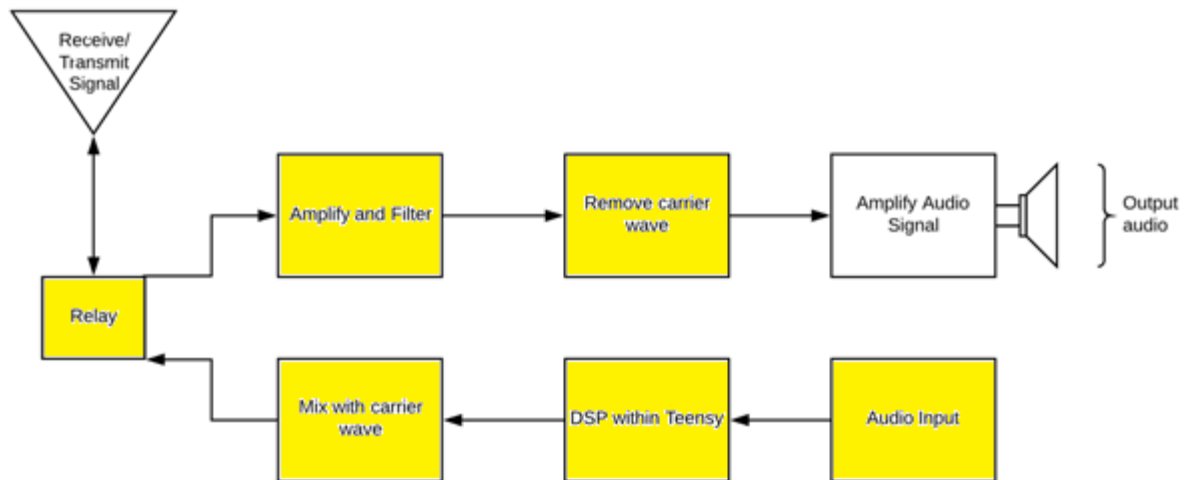 Receive/
Transmit
Signal
Amplify and Filter
Remove carrier
wave
Amplify Audio
Signal
Output
audio
Relay
Mix with carrier
wave
DSP within Teensy
Audio Input